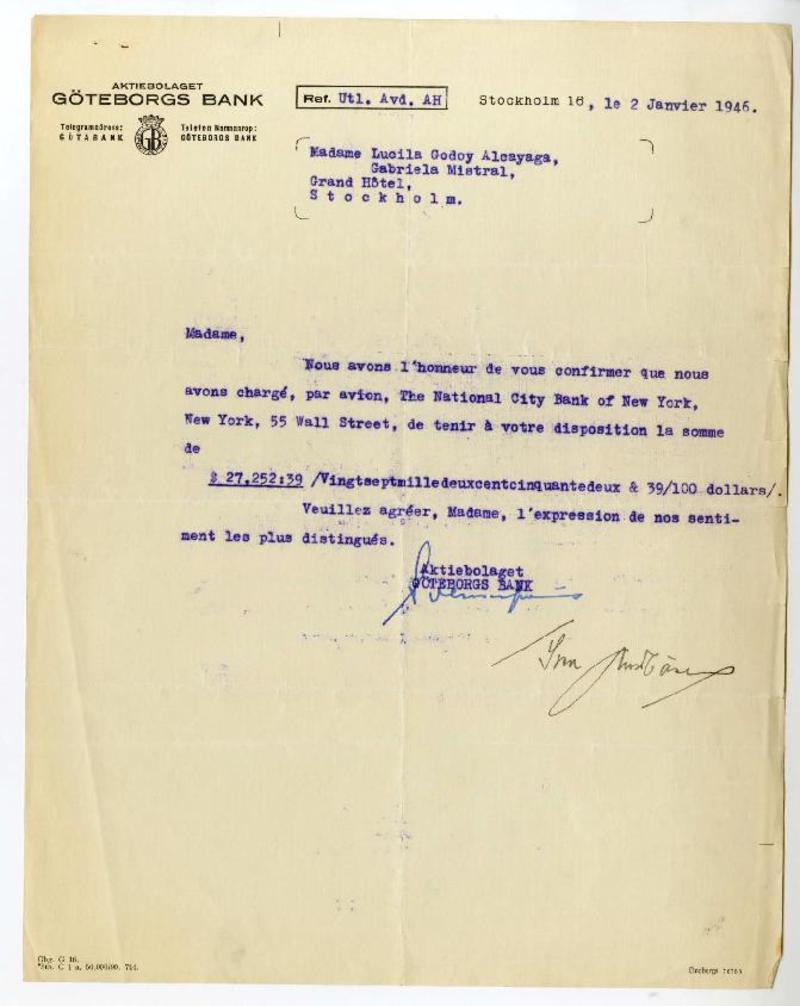 AKTIEBOLAGET
GÖTEBORGS BANK
Telegramadress:
GÖTABANK
GB
Telefon Namnanrop:
GÖTEBORGS BANK
Ref. Utl. Avd. AH
Stockholm 16, le 2 Janvier 1946.
Madame Lucila Godoy Alcayaga,
Gabriela Mistral,
Grand Hôtel,
S t o c k h o l m.
Madame,
Nous avons l'honneur de vous confirmer que nous
avons chargé, par avion, The National City Bank of New York,
New York, 55 Wall Street, de tenir à votre disposition la somme
de
$ 27.252:39 /Vingtseptmilledeuxcentcinquantedeux & 39/100 dollars/.
Veuillez agréer, Madame, l'expression de nos senti-
ment les plus distingués.
Aktiebolaget
GÖTEBORGS BANK
Gbg. G 16.